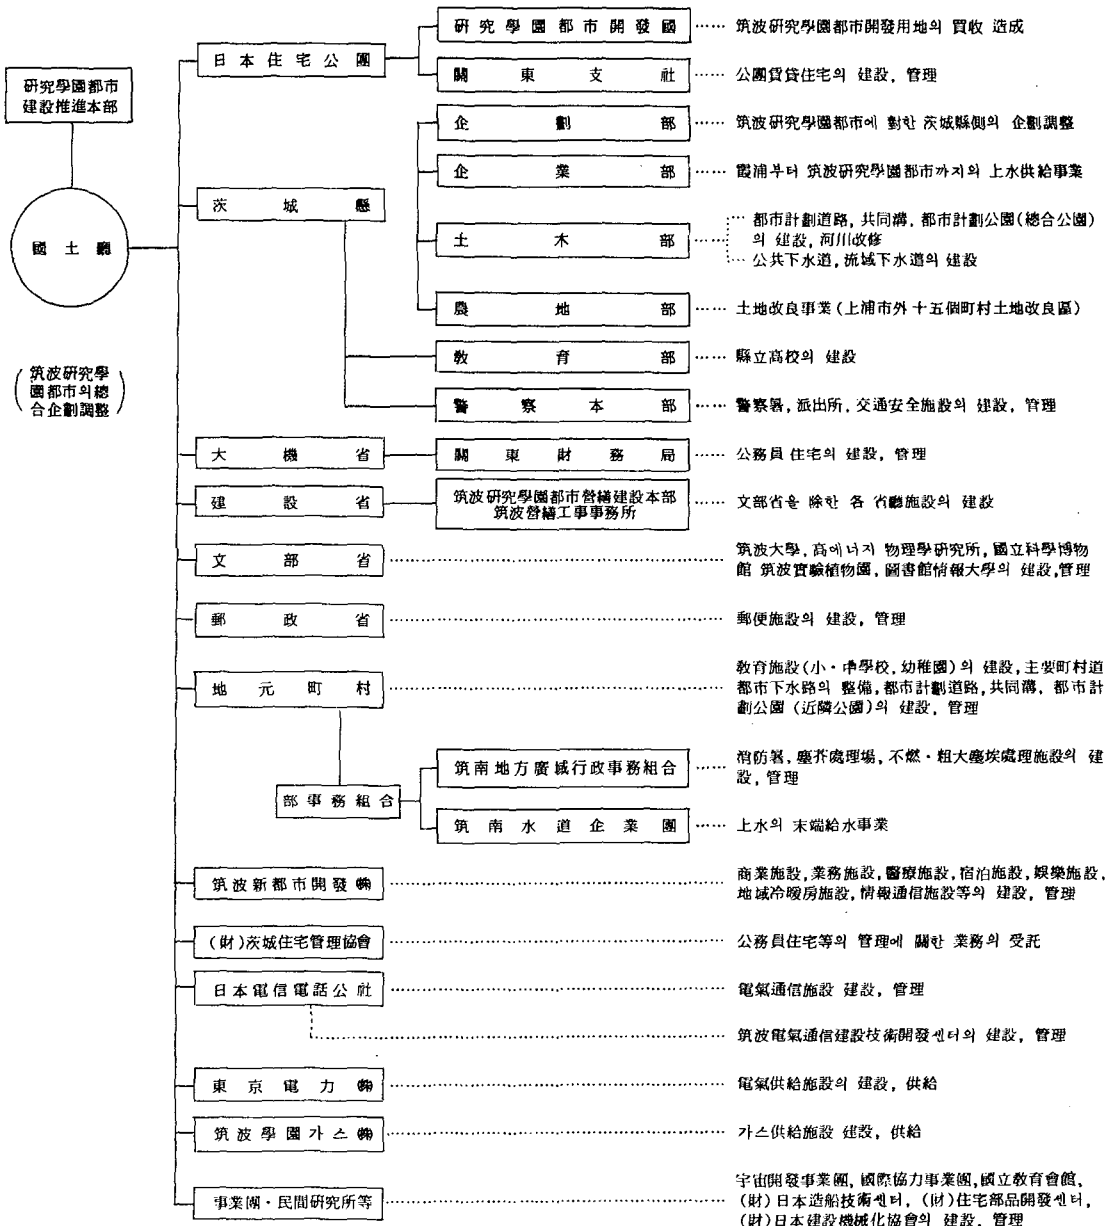 研究學園都市
建設推進本部
國土廳
(筑波研究學
園都市의 總
合企劃調整)
日本住宅公團
研究學園都市開發國 …… 筑波研究學園都市開發用地의 買收 造成
關東支社 …… 公團賃貸住宅의 建設, 管理
茨城縣
企劃部 …… 筑波研究學園都市에 對한 茨城縣側의 企劃調整
企業部 …… 霞浦부터 筑波研究學園都市까지의 上水供給事業
土木部 …… 都市計劃道路, 共同溝, 都市計劃公園(總合公園)
의 建設, 河川改修
公共下水道, 流域下水道의 建設
農地部 …… 土地改良事業(上浦市外 十五個町村土地改良區)
敎育部 …… 縣立高校의 建設
警察本部 …… 警察署, 派出所, 交通安全施設의 建設, 管理
大機省 關東財務局 …… 公務員 住宅의 建設, 管理
建設省 筑波研究學園都市營繕建設本部
筑波營繕工事事務所 …… 文部省을 除한 各 省廳施設의 建設
文部省 …… 筑波大學, 高에너지 物理學硏究所, 國立科學博物
館 筑波實驗植物園, 圖書館情報大學의 建設,管理
郵政省 …… 郵便施設의 建設, 管理
地元町村 …… 敎育施設(小・中學校, 幼稚園)의 建設, 主要町村道
都市下水路의 整備, 都市計劃道路, 共同溝, 都市計
劃公園 (近隣公園)의 建設, 管理
部事務組合
筑南地方廣域行政事務組合 …… 消防署, 塵芥處理場, 不燃・粗大塵埃處理施設의 建
設, 管理
筑南水道企業團 …… 上水의 末端給水事業
筑波新都市開發㈱ …… 商業施設, 業務施設, 醫療施設, 宿泊施設, 娛樂施設,
地域冷暖房施設, 情報通信施設等의 建設, 管理
(財)茨城住宅管理協會 …… 公務員住宅等의 管理에 關한 業務의 受託
日本電信電話公社 …… 電氣通信施設 建設, 管理
筑波電氣通信建設技術開發센터의 建設, 管理
東京電力㈱ …… 電氣供給施設의 建設, 供給
筑波學園가스㈱ …… 가스供給施設 建設, 供給
事業團・民間研究所等 …… 宇宙開發事業團, 國際協力事業團, 國立敎育會館,
(財)日本造船技術센터, (財)住宅部品開發센터,
(財)日本建設機械化協會의 建設, 管理